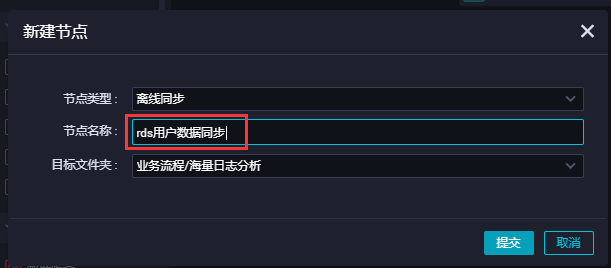 新建节点
节点类型 : 离线同步
节点名称 : rds用户数据同步
目标文件夹 : 业务流程/海量日志分析
提交 取消